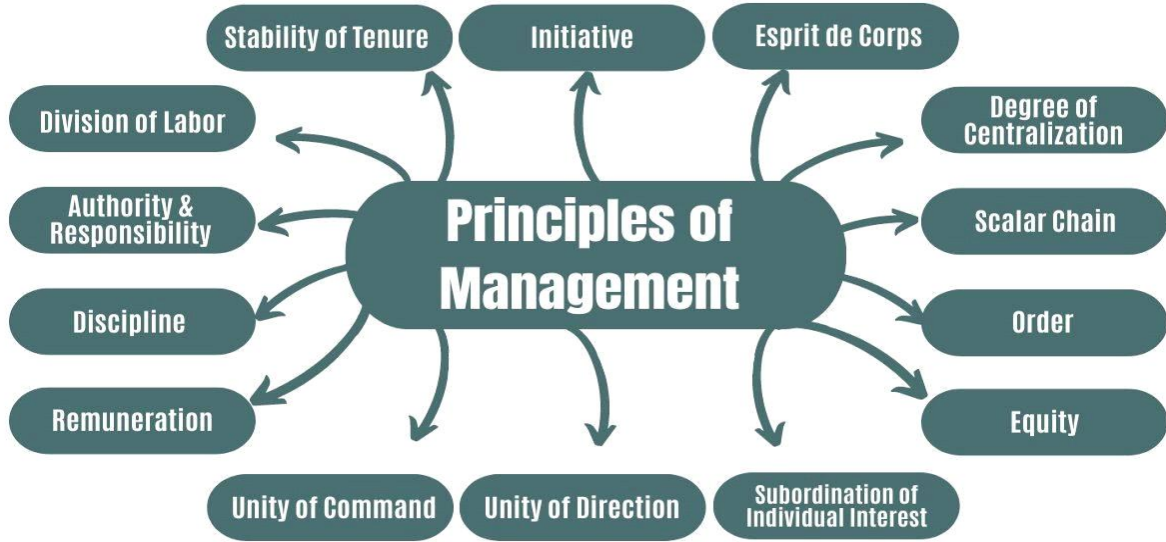 Stability of Tenure
Initiative
Esprit de Corps
Division of Labor
Degree of
Centralization
Authority &
Responsibility
Principles of
Management
Scalar Chain
Discipline
Order
Remuneration
Equity
Unity of Command
Unity of Direction
Subordination of
Individual Interest